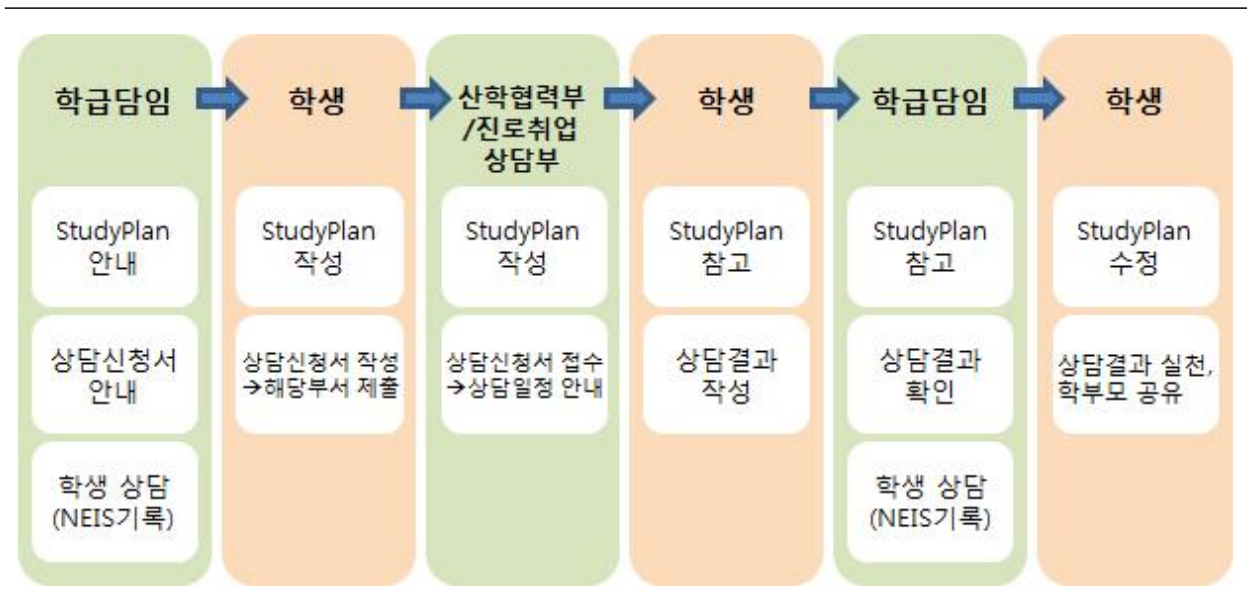 학급담임
StudyPlan
안내
상담신청서
안내
학생 상담
(NEIS기록)
학생
StudyPlan
작성
상담신청서 작성
→해당부서 제출
산학협력부
/진로취업
상담부
StudyPlan
작성
상담신청서 접수
→상담일정 안내
학생
StudyPlan
참고
상담결과
작성
학급담임
StudyPlan
참고
상담결과
확인
학생 상담
(NEIS기록)
학생
StudyPlan
수정
상담결과 실천,
학부모 공유